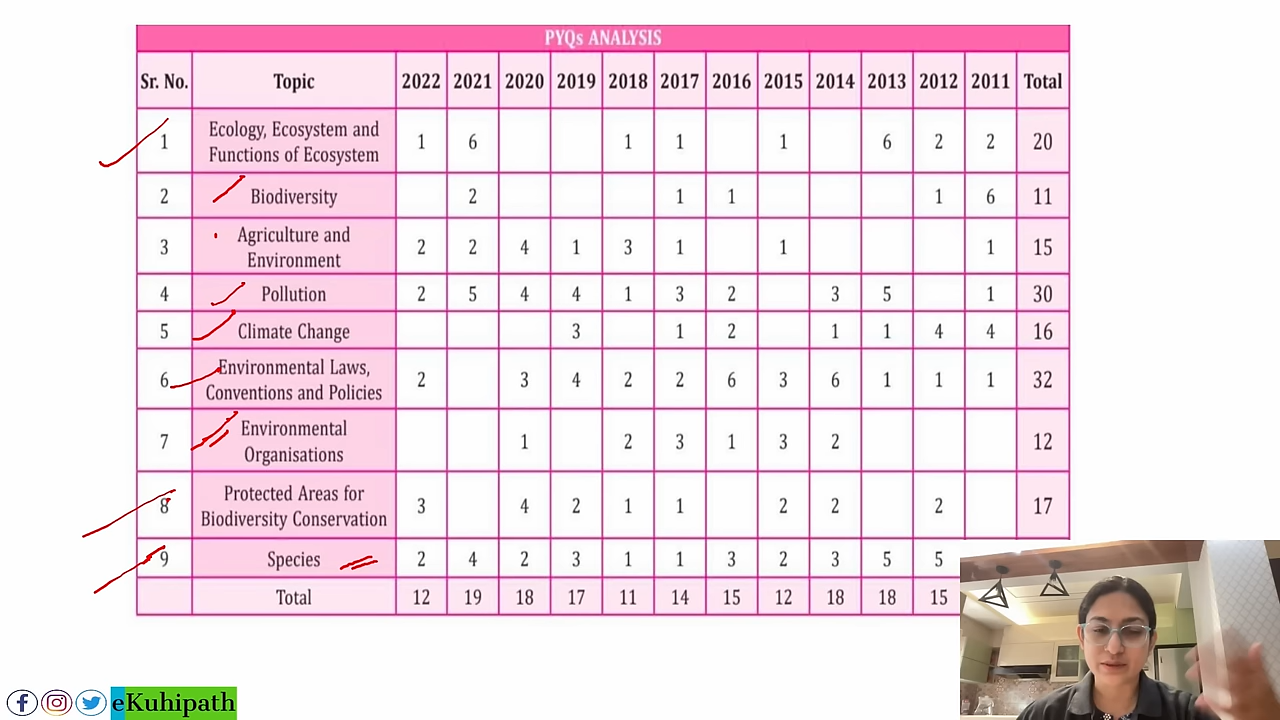 PYQs ANALYSIS
Sr. No. Topic 2022 2021 2020 2019 2018 2017 2016 2015 2014 2013 2012 2011 Total
1 Ecology, Ecosystem and Functions of Ecosystem 1 6 1 1 1 6 2 2 20
2 Biodiversity 2 1 1 1 6 11
3 Agriculture and Environment 2 2 4 1 3 1 1 1 15
4 Pollution 2 5 4 4 1 3 2 3 5 1 30
5 Climate Change 3 1 2 1 1 4 4 16
6 Environmental Laws, Conventions and Policies 2 3 4 2 2 6 3 6 1 1 1 32
7 Environmental Organisations 1 2 3 1 3 2 12
8 Protected Areas for Biodiversity Conservation 3 4 2 1 1 2 2 2 17
9 Species 2 4 2 3 1 1 3 2 3 5 5
Total 12 19 18 17 11 14 15 12 18 18 15
eKuhipath